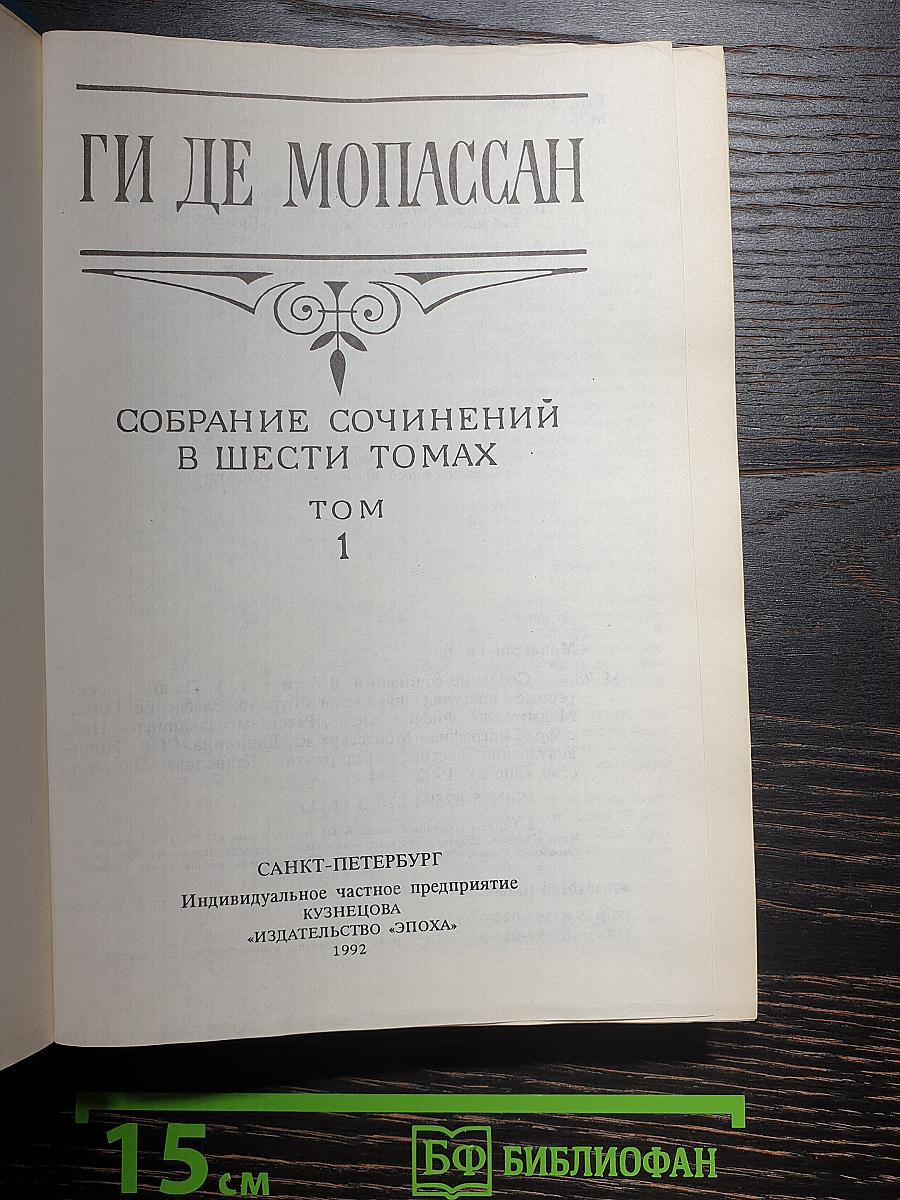 ГИ ДЕ МОПАССАН
СОБРАНИЕ СОЧИНЕНИЙ
В ШЕСТИ ТОМАХ
ТОМ
1
САНКТ-ПЕТЕРБУРГ
Индивидуальное частное предприятие
КУЗНЕЦОВА
«ИЗДАТЕЛЬСТВО «ЭПОХА»
1992
15 см
БФ БИБЛИОФАН